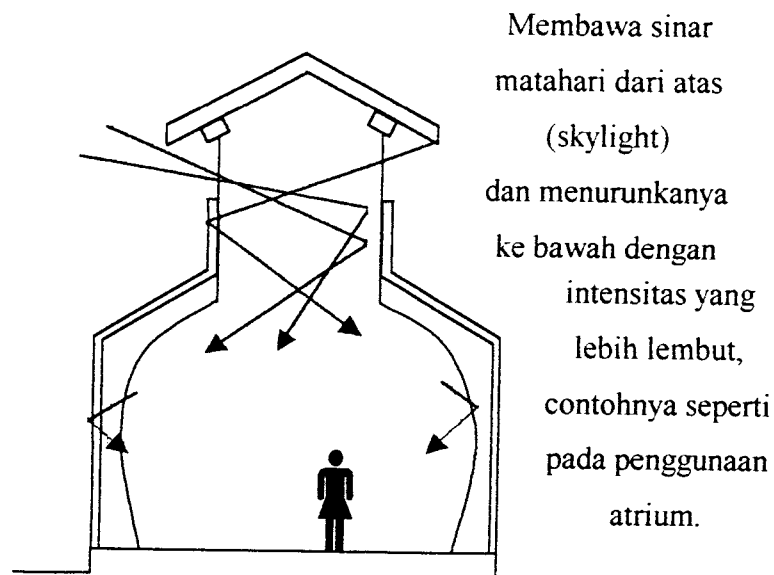 Membawa sinar
matahari dari atas
(skylight)
dan menurunkanya
ke bawah dengan
intensitas yang
lebih lembut,
contohnya seperti
pada penggunaan
atrium.